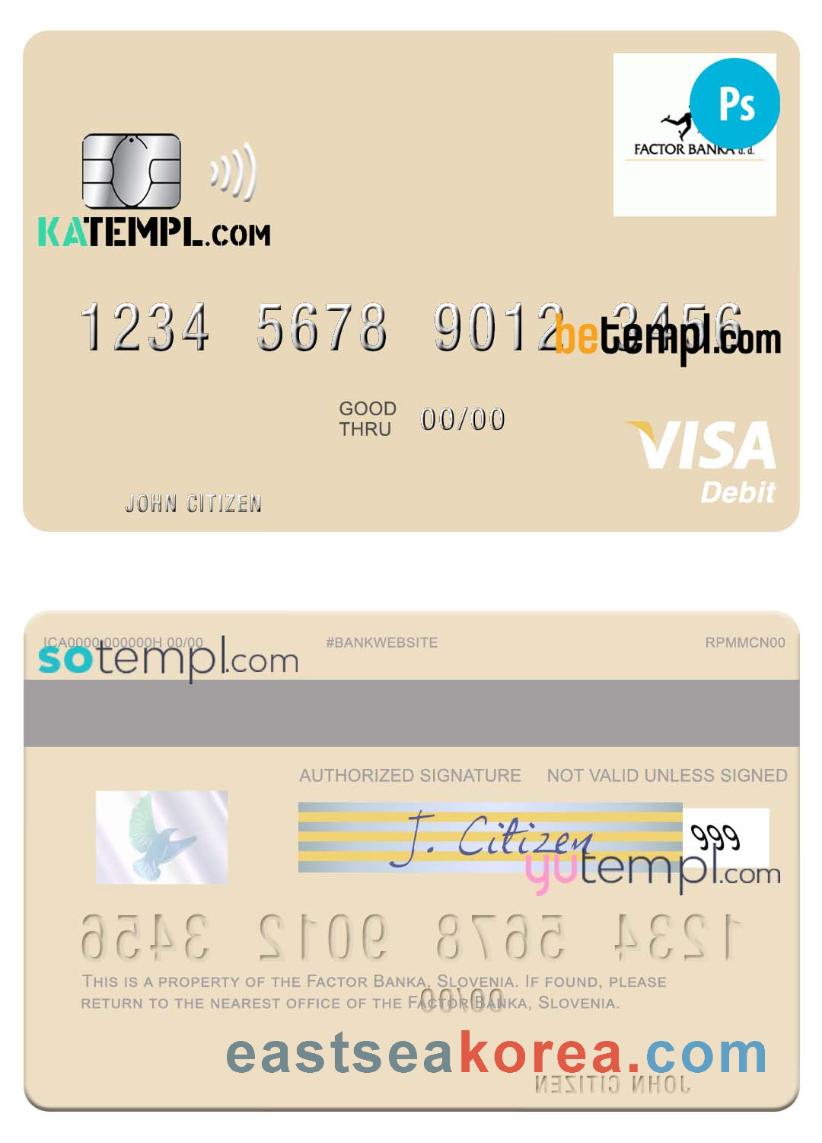 Ps
FACTOR BANKA d.d.
KATEMPL.COM
1234 5678 9012 3456
betempl.com
GOOD THRU 00/00
VISA
Debit
JOHN CITIZEN
ICA0000 000000H 00/00 #BANKWEBSITE RPMMCN00
sotempl.com
AUTHORIZED SIGNATURE NOT VALID UNLESS SIGNED
J. Citizen 999
yutempl.com
1234 5678 9012 3456
THIS IS A PROPERTY OF THE FACTOR BANKA, SLOVENIA. IF FOUND, PLEASE
RETURN TO THE NEAREST OFFICE OF THE FACTOR BANKA, SLOVENIA.
00/00
eastseakorea.com
JOHN CITIZEN